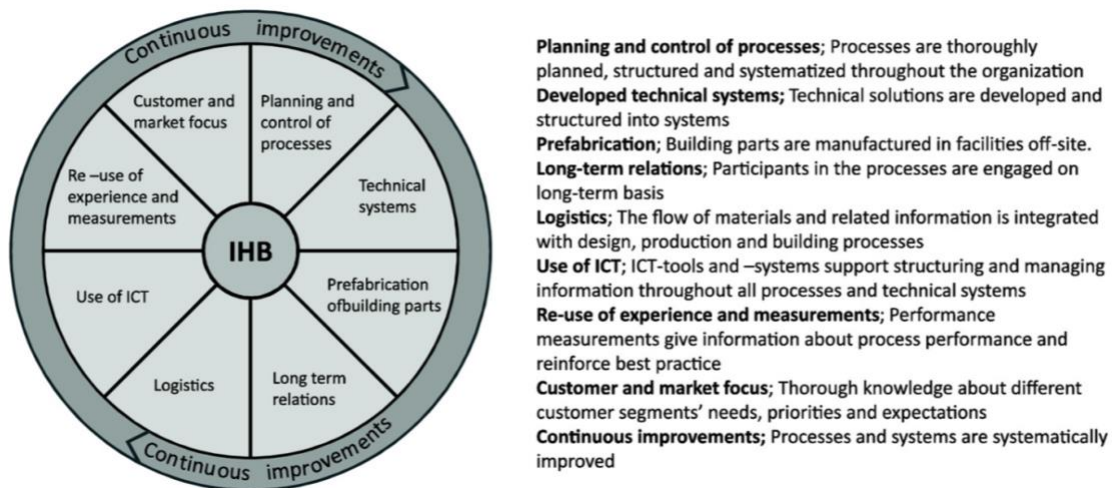 Continuous improvements
Customer and
market focus
Planning and
control of
processes
Re –use of
experience and
measurements
Technical
systems
IHB
Use of ICT
Prefabrication
ofbuilding parts
Logistics
Long term
relations
Continuous improvements
Planning and control of processes; Processes are thoroughly
planned, structured and systematized throughout the organization
Developed technical systems; Technical solutions are developed and
structured into systems
Prefabrication; Building parts are manufactured in facilities off-site.
Long-term relations; Participants in the processes are engaged on
long-term basis
Logistics; The flow of materials and related information is integrated
with design, production and building processes
Use of ICT; ICT-tools and –systems support structuring and managing
information throughout all processes and technical systems
Re-use of experience and measurements; Performance
measurements give information about process performance and
reinforce best practice
Customer and market focus; Thorough knowledge about different
customer segments’ needs, priorities and expectations
Continuous improvements; Processes and systems are systematically
improved